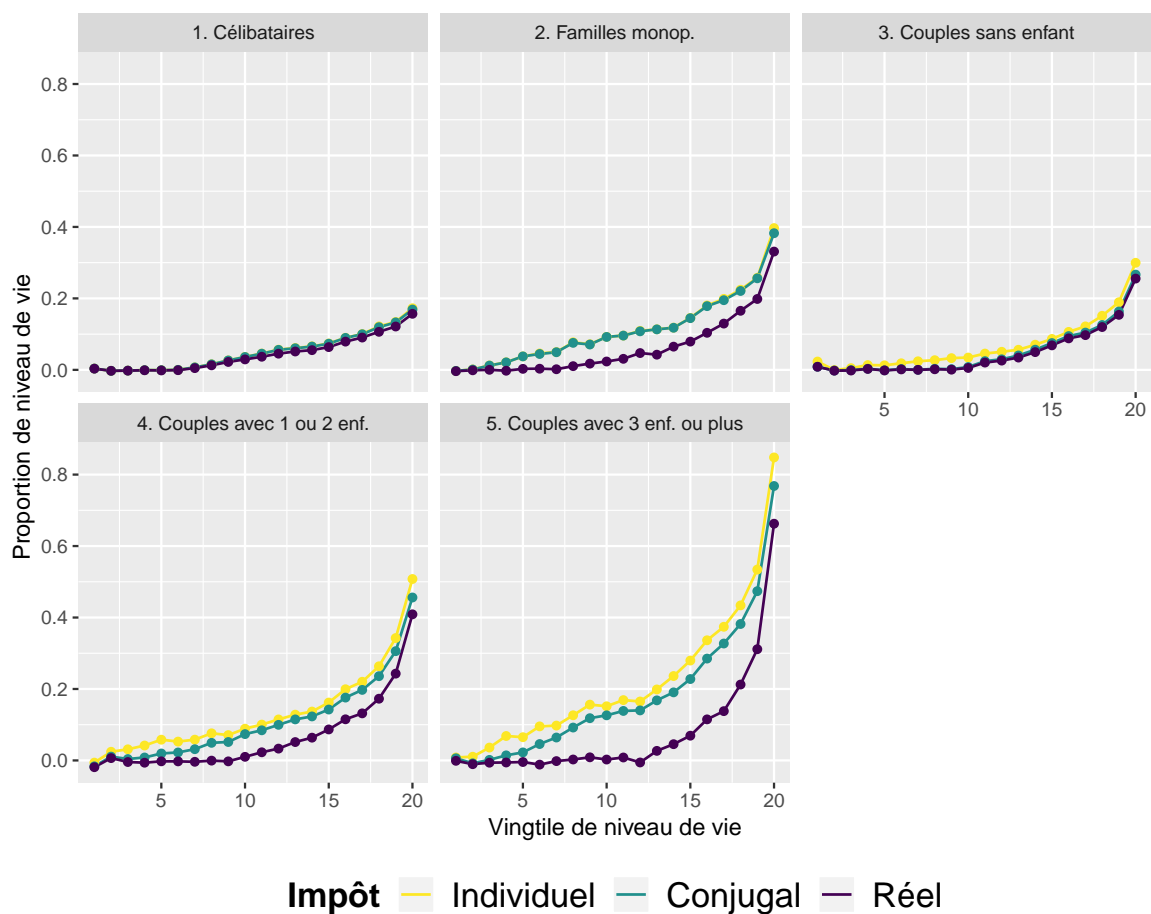 1. Célibataires
2. Familles monop.
3. Couples sans enfant
0.8
0.6
0.4
0.2
0.0
5 10 15 20
4. Couples avec 1 ou 2 enf.
5. Couples avec 3 enf. ou plus
0.8
0.6
0.4
0.2
0.0
5 10 15 20
5 10 15 20
Proportion de niveau de vie
Vingtile de niveau de vie
Impôt Individuel Conjugal Réel